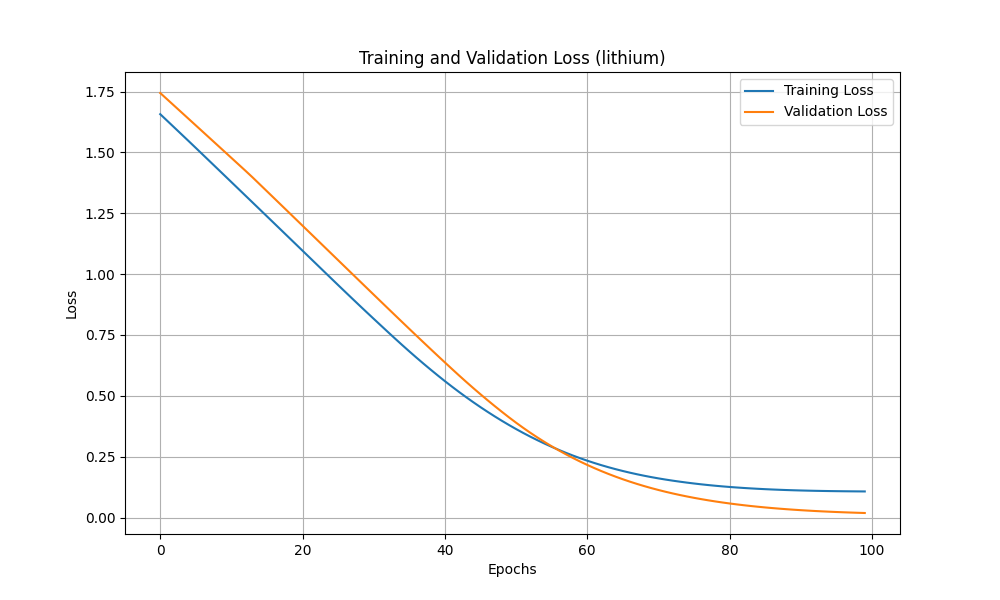 Training and Validation Loss (lithium)
Training Loss
Validation Loss
1.75
1.50
1.25
1.00
0.75
0.50
0.25
0.00
Loss
0 20 40 60 80 100
Epochs